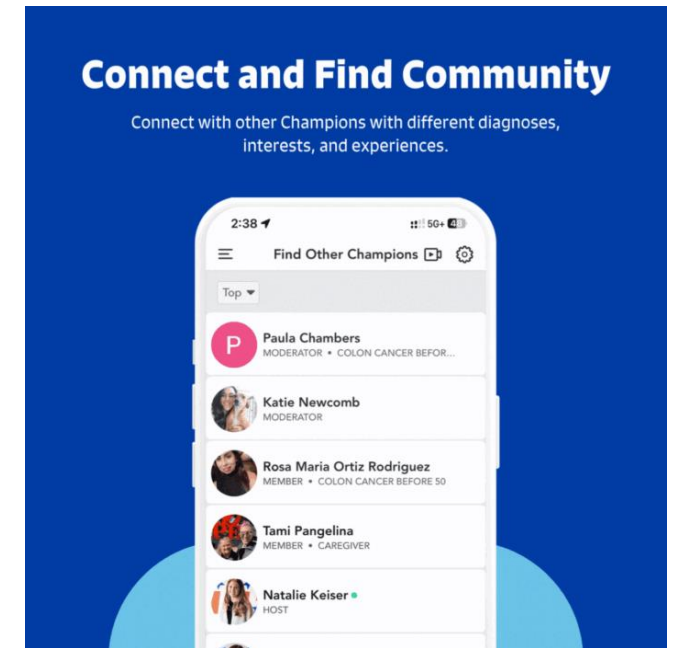 Connect and Find Community
Connect with other Champions with different diagnoses,
interests, and experiences.
2:38 5G+
Find Other Champions
Top
P
Paula Chambers
MODERATOR • COLON CANCER BEFOR...
Katie Newcomb
MODERATOR
Rosa Maria Ortiz Rodriguez
MEMBER • COLON CANCER BEFORE 50
Tami Pangelina
MEMBER • CAREGIVER
Natalie Keiser
HOST